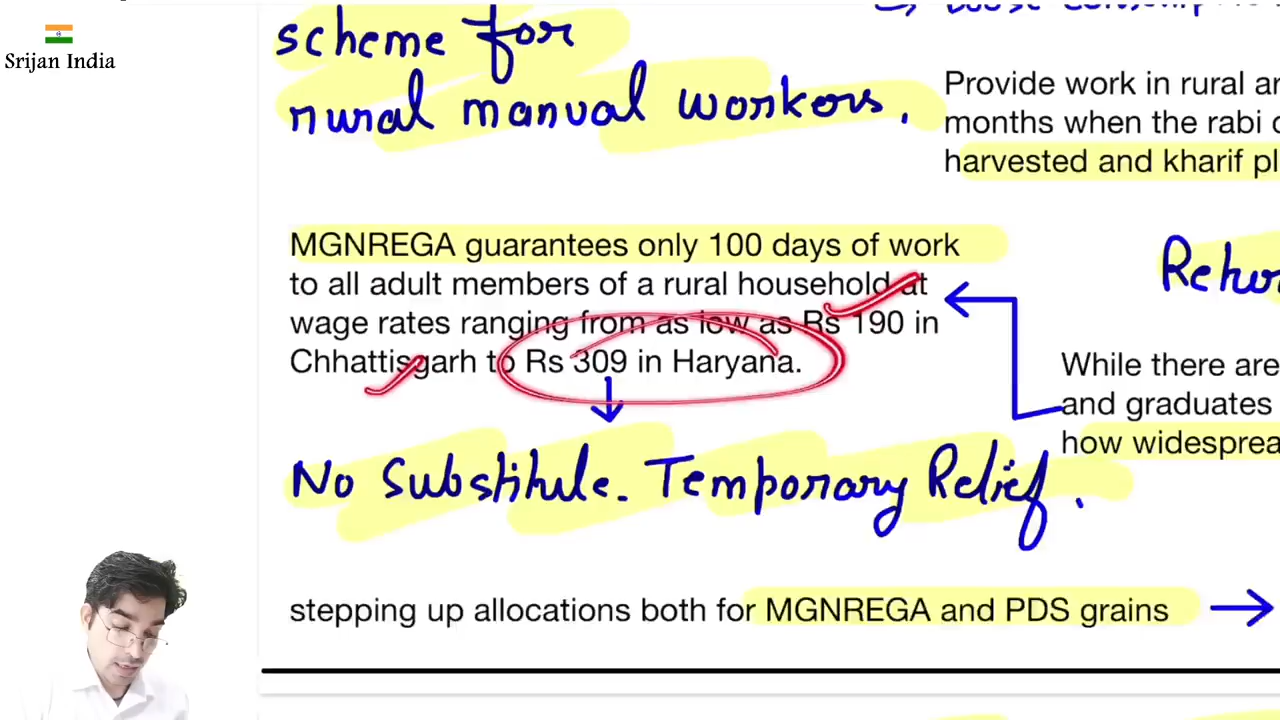 Srijan India
scheme for
rural manual workers.
Provide work in rural
months when the rabi
harvested and kharif
MGNREGA guarantees only 100 days of work
to all adult members of a rural household at
wage rates ranging from as low as Rs 190 in
Chhattisgarh to Rs 309 in Haryana.
While there are
and graduates
how
No Substitute. Temporary Relief.
stepping up allocations both for MGNREGA and PDS grains